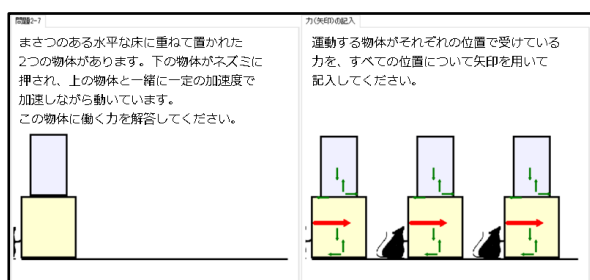 問題2-7
まさつのある水平な床に重ねて置かれた
2つの物体があります。下の物体がネズミに
押され、上の物体と一緒に一定の加速度で
加速しながら動いています。
この物体に働く力を解答してください。
力(矢印)の記入
運動する物体がそれぞれの位置で受けている
力を、すべての位置について矢印を用いて
記入してください。